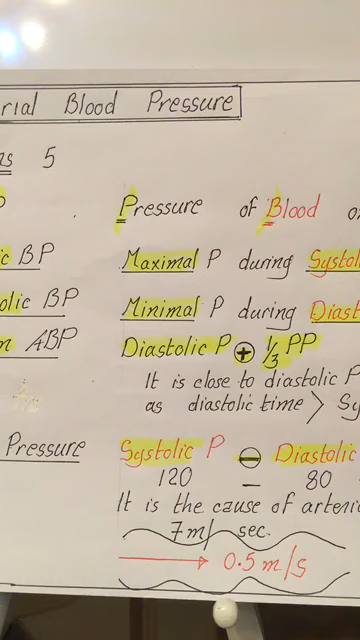 rial Blood Pressure
ns 5
P
Pressure of Blood o
ic BP Maximal P during Systol
olic BP Minimal P during Diast
n ABP Diastolic P + 1/3 PP
It is close to diastolic P
as diastolic time > Sy
Pressure Systolic P - Diastolic
120 - 80
It is the cause of arteri
7m/ sec.
0.5 m/s